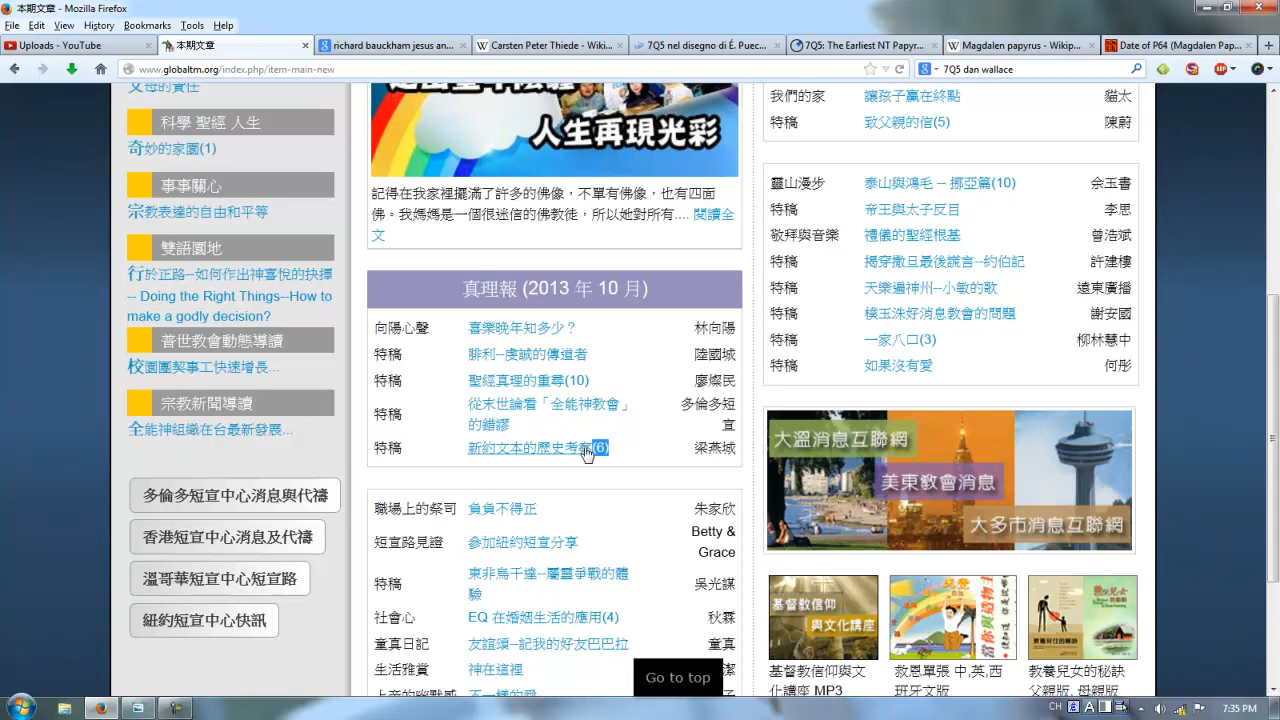 本期文章 - Mozilla Firefox
File Edit View History Bookmarks Tools Help
Uploads - YouTube
本期文章
richard bauckham jesus an...
Carsten Peter Thiede - Wiki...
7Q5 nel disegno di É. Puec...
7Q5: The Earliest NT Papyr...
Magdalen papyrus - Wikip...
Date of P64 (Magdalen Pap...
www.globaltm.org/index.php/item-main-new
7Q5 dan wallace
父母的責任
科學 聖經 人生
奇妙的家園(1)
事事關心
宗教表達的自由和平等
雙語園地
行於正路--如何作出神喜悅的抉擇
-- Doing the Right Things--How to
make a godly decision?
普世教會動態導讀
校園團契事工快速增長...
宗教新聞導讀
全能神組織在台最新發展...
多倫多短宣中心消息與代禱
香港短宣中心消息及代禱
溫哥華短宣中心短宣路
紐約短宣中心快訊
人生再現光彩
記得在我家裡擺滿了許多的佛像，不單有佛像，也有四面
佛。我媽媽是一個很迷信的佛教徒，所以她對所有.... 閱讀全
文
真理報 (2013 年 10 月)
向陽心聲 喜樂晚年知多少？ 林向陽
特稿 腓利--虔誠的傳道者 陸國城
特稿 聖經真理的重尋(10) 廖燦民
特稿 從末世論看「全能神教會」 多倫多短
的錯謬 宣
特稿 新約文本的歷史考 (6) 梁燕城
職場上的祭司 負負不得正 朱家欣
短宣路見證 參加紐約短宣分享 Betty &
Grace
特稿 東非烏干達--屬靈爭戰的體 吳光謀
驗
社會心 EQ 在婚姻生活的應用(4) 秋霖
童真日記 友誼頌--記我的好友巴巴拉 童真
生活雅賞 神在這裡 潔
Go to top
我們的家 讓孩子贏在終點 貓太
特稿 致父親的信(5) 陳蔚
靈山漫步 泰山與鴻毛 -- 挪亞篇(10) 余玉書
特稿 帝王與太子反目 李思
敬拜與音樂 禮儀的聖經根基 曾浩斌
特稿 揭穿撒旦最後謊言--約伯記 許建樓
特稿 天樂遍神州--小敏的歌 遠東廣播
特稿 樸玉洙好消息教會的問題 謝安國
特稿 一家八口(3) 柳林慧中
特稿 如果沒有愛 何彤
大溫消息互聯網
美東教會消息
大多市消息互聯網
基督教信仰
與文化講座
基督教信仰與文
化講座 MP3
救恩單張 中,英,西
班牙文版
教養兒女的秘訣
父親版, 母親版
CH
7:35 PM